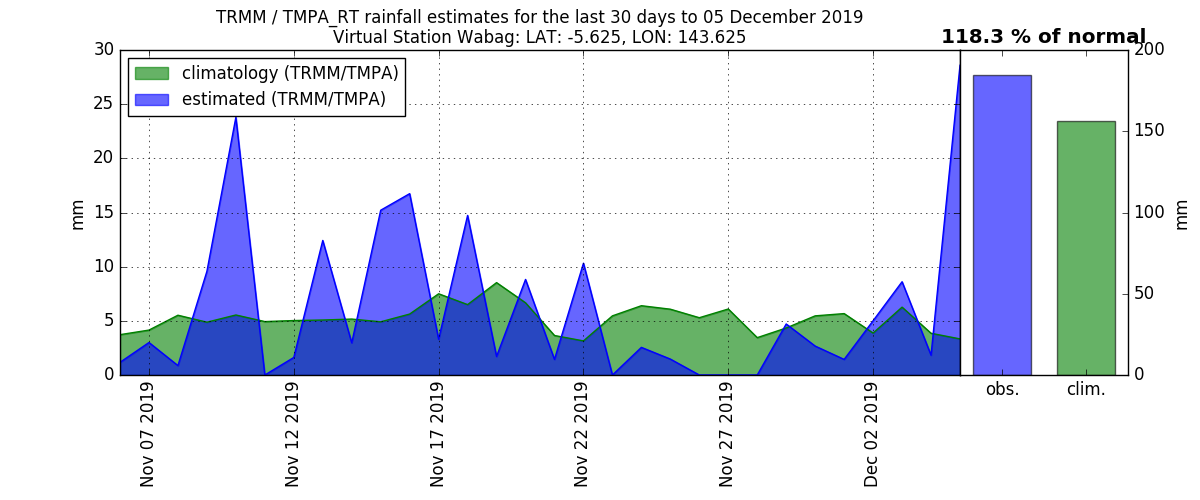 TRMM / TMPA_RT rainfall estimates for the last 30 days to 05 December 2019
Virtual Station Wabag: LAT: -5.625, LON: 143.625
118.3 % of normal
climatology (TRMM/TMPA)
estimated (TRMM/TMPA)
mm
30
25
20
15
10
5
0
Nov 07 2019
Nov 12 2019
Nov 17 2019
Nov 22 2019
Nov 27 2019
Dec 02 2019
obs.
clim.
200
150
100
50
0
mm